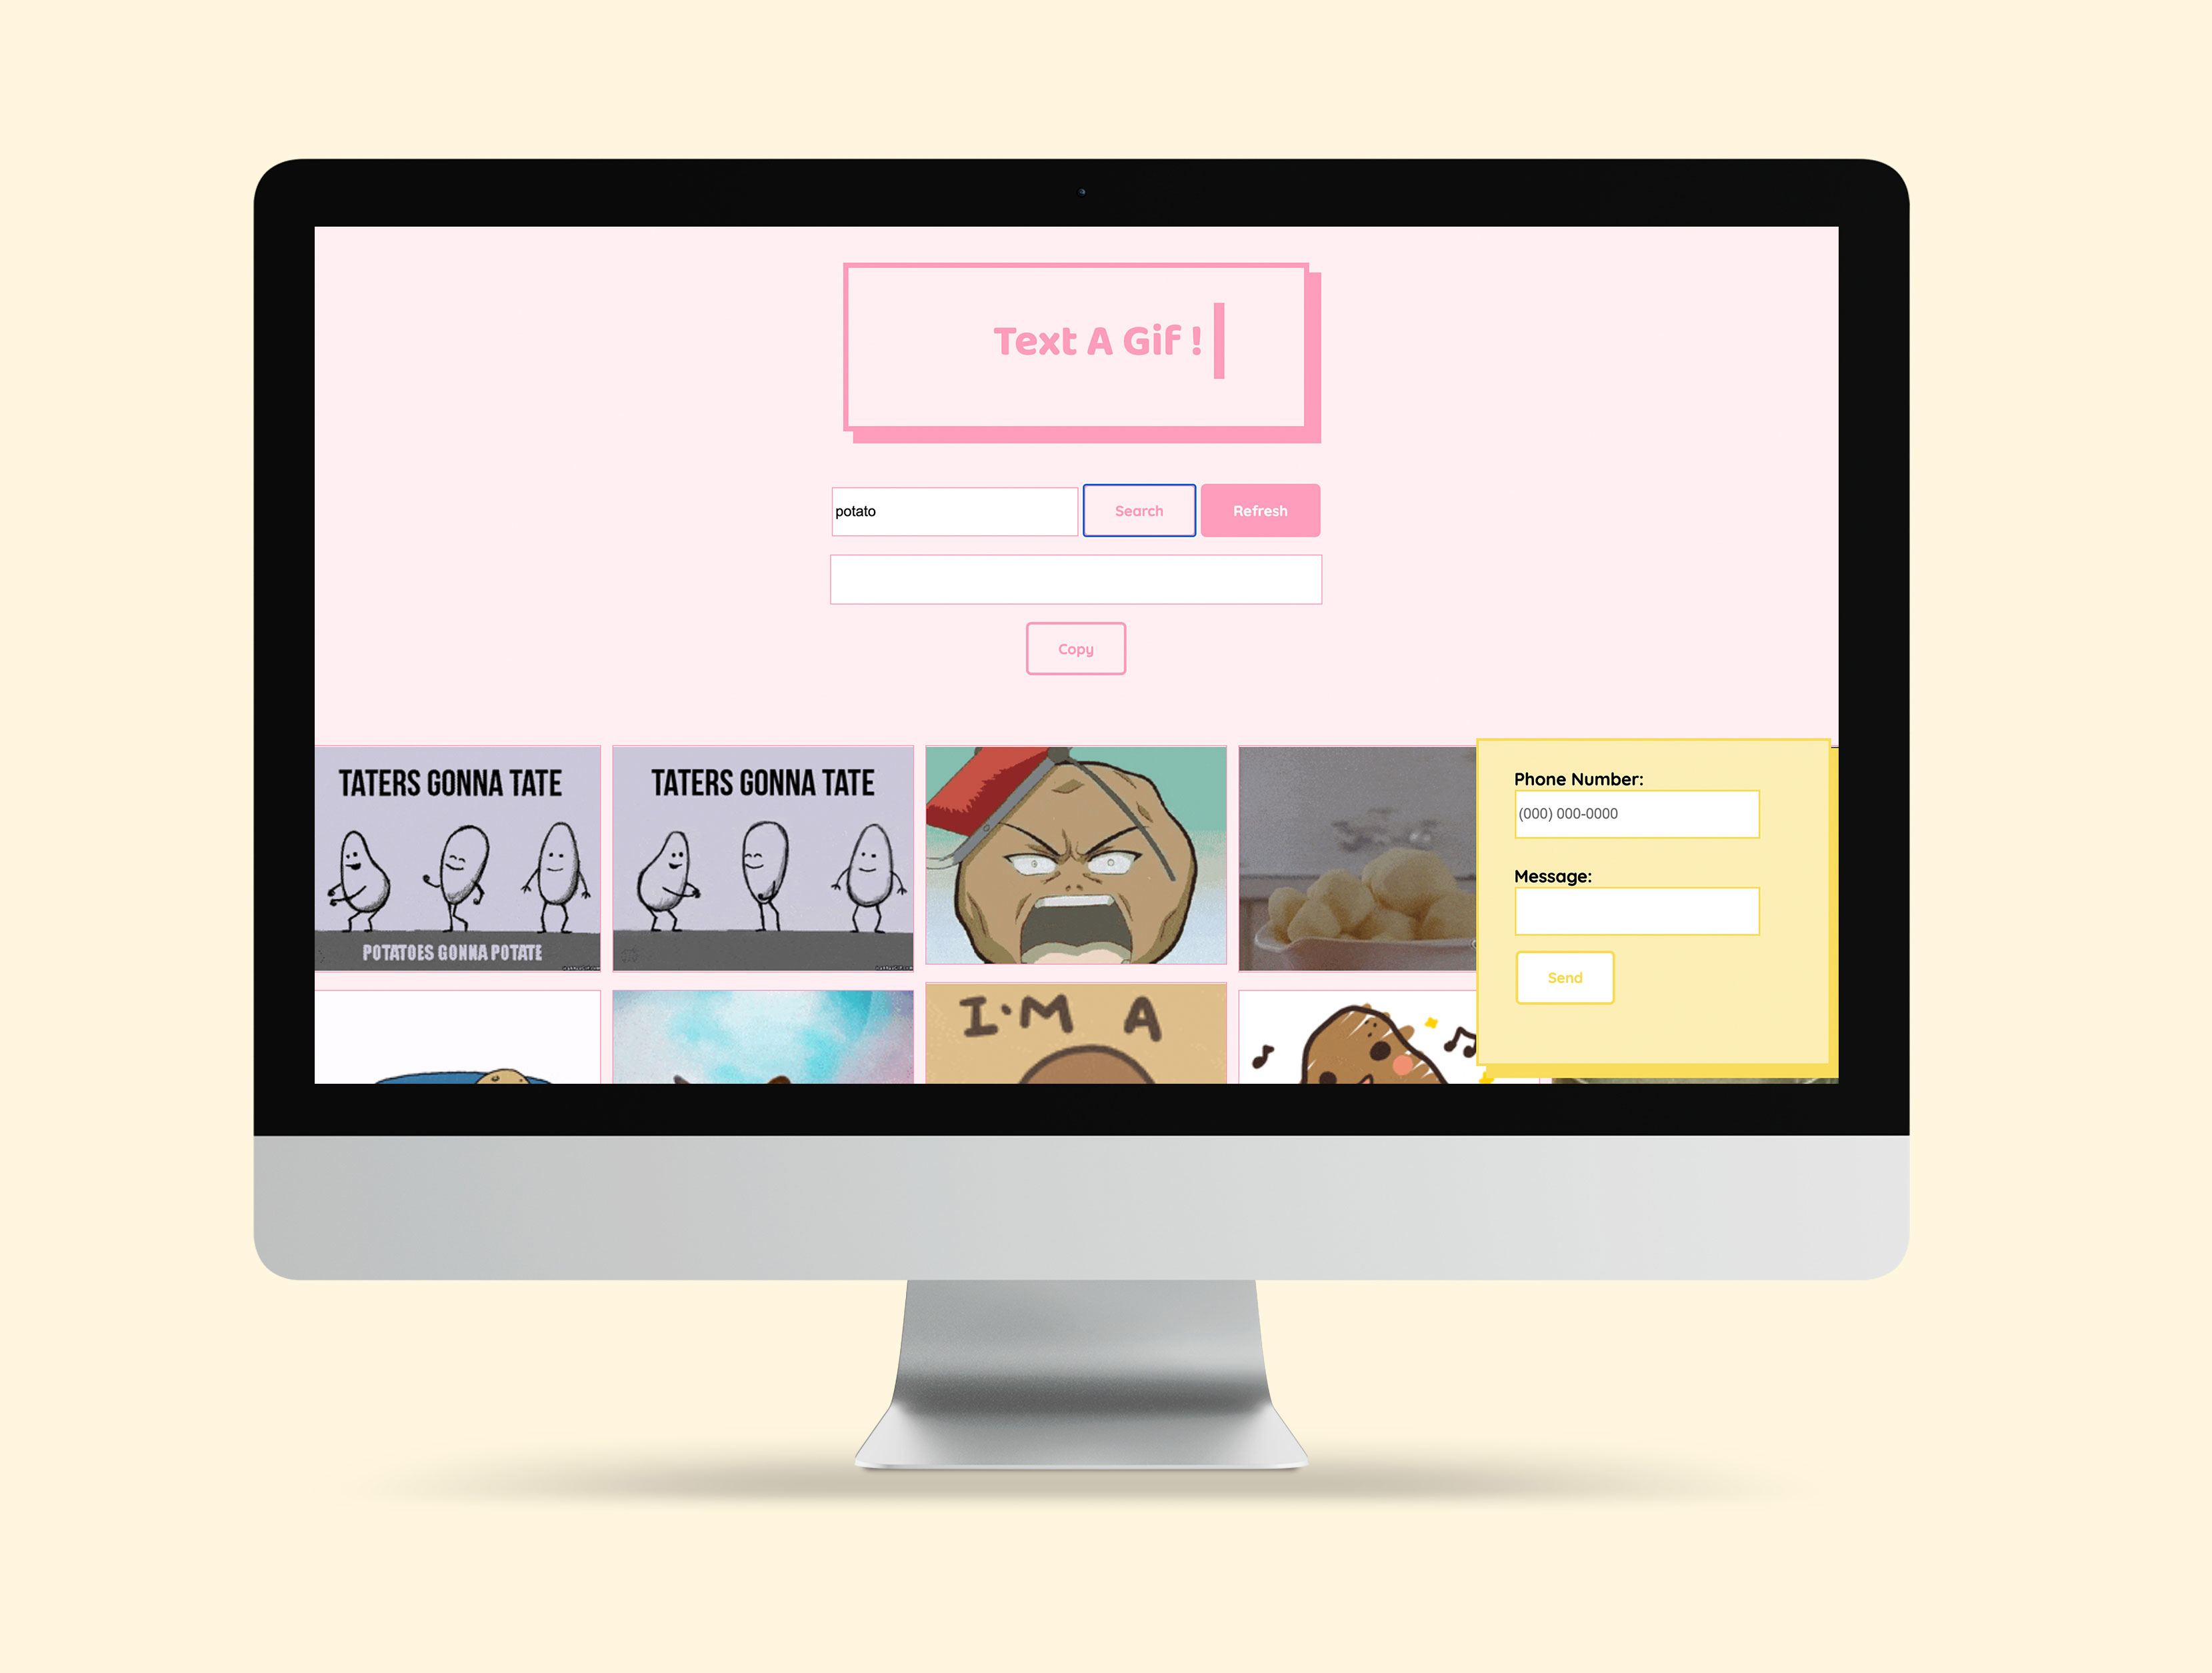 Text A Gif !
potato
Search
Refresh
Copy
TATERS GONNA TATE
POTATOES GONNA POTATE
TATERS GONNA TATE
I'M A
Phone Number:
(000) 000-0000
Message:
Send